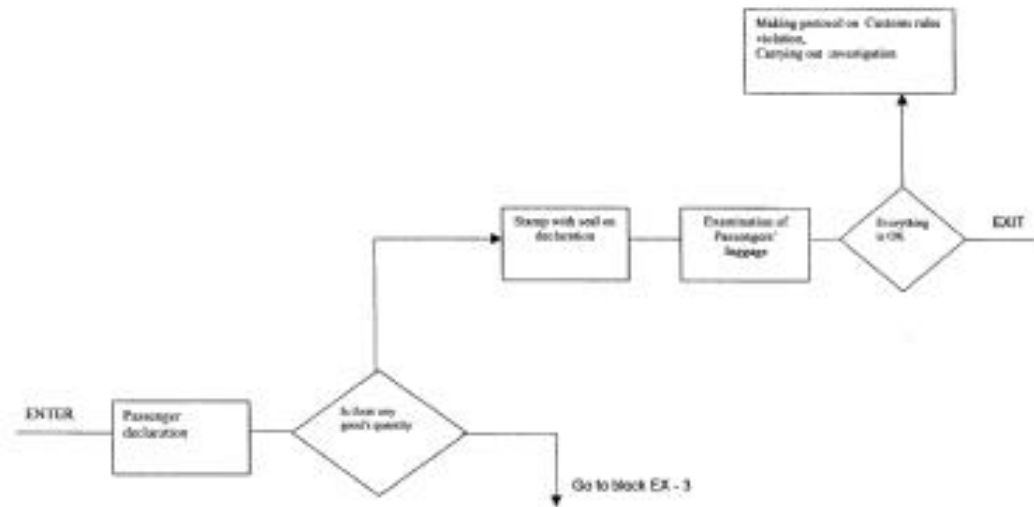 Making protocol on Customs rules
violation,
Carrying out investigation
Stamp with seal on
declaration
Examination of
Passengers'
luggage
Everything
is OK
EXIT
ENTER
Passenger
declaration
Is there any
good's quantity
Go to block EX - 3